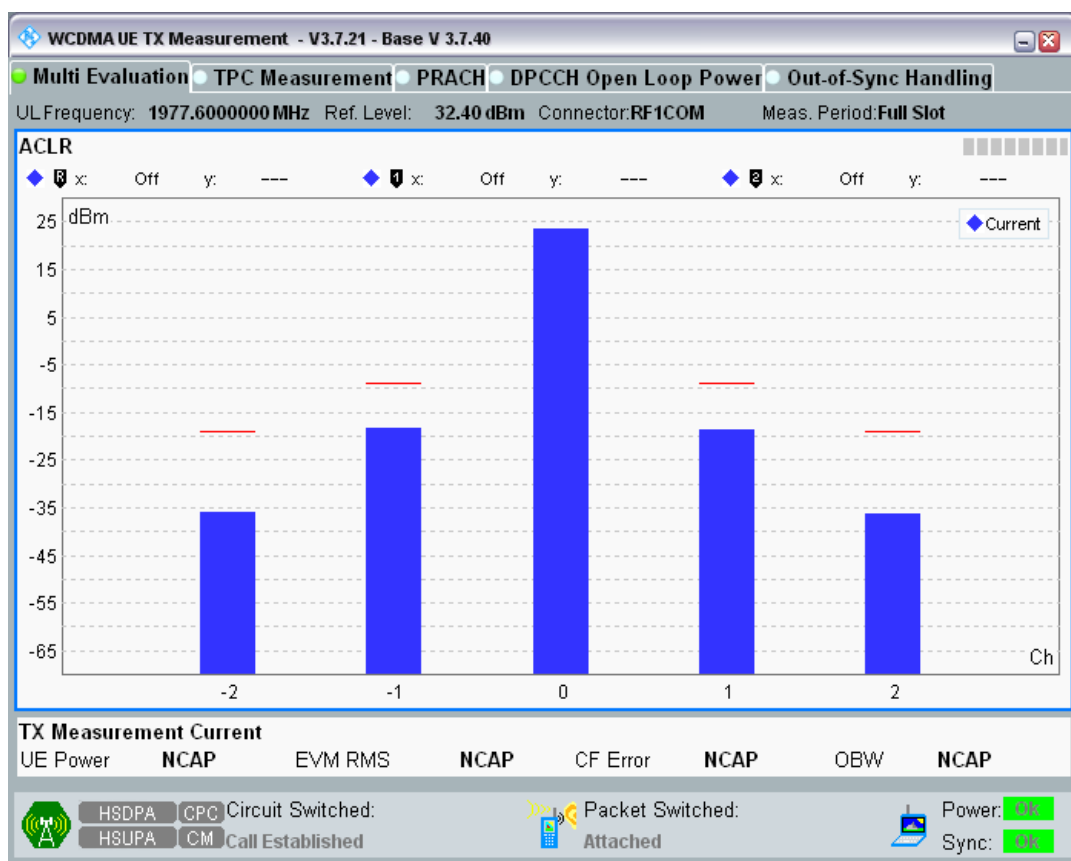 WCDMA UE TX Measurement - V3.7.21 - Base V 3.7.40
Multi Evaluation TPC Measurement PRACH DPCCH Open Loop Power Out-of-Sync Handling
UL Frequency: 1977.6000000 MHz Ref. Level: 32.40 dBm Connector:RF1COM Meas. Period:Full Slot
ACLR
R x: Off y: --- 1 x: Off y: --- 2 x: Off y: ---
dBm
Current
25
15
5
-5
-15
-25
-35
-45
-55
-65
Ch
-2 -1 0 1 2
TX Measurement Current
UE Power NCAP EVM RMS NCAP CF Error NCAP OBW NCAP
HSDPA CPC Circuit Switched: Packet Switched: Power: OK
HSUPA CM Call Established Attached Sync: OK